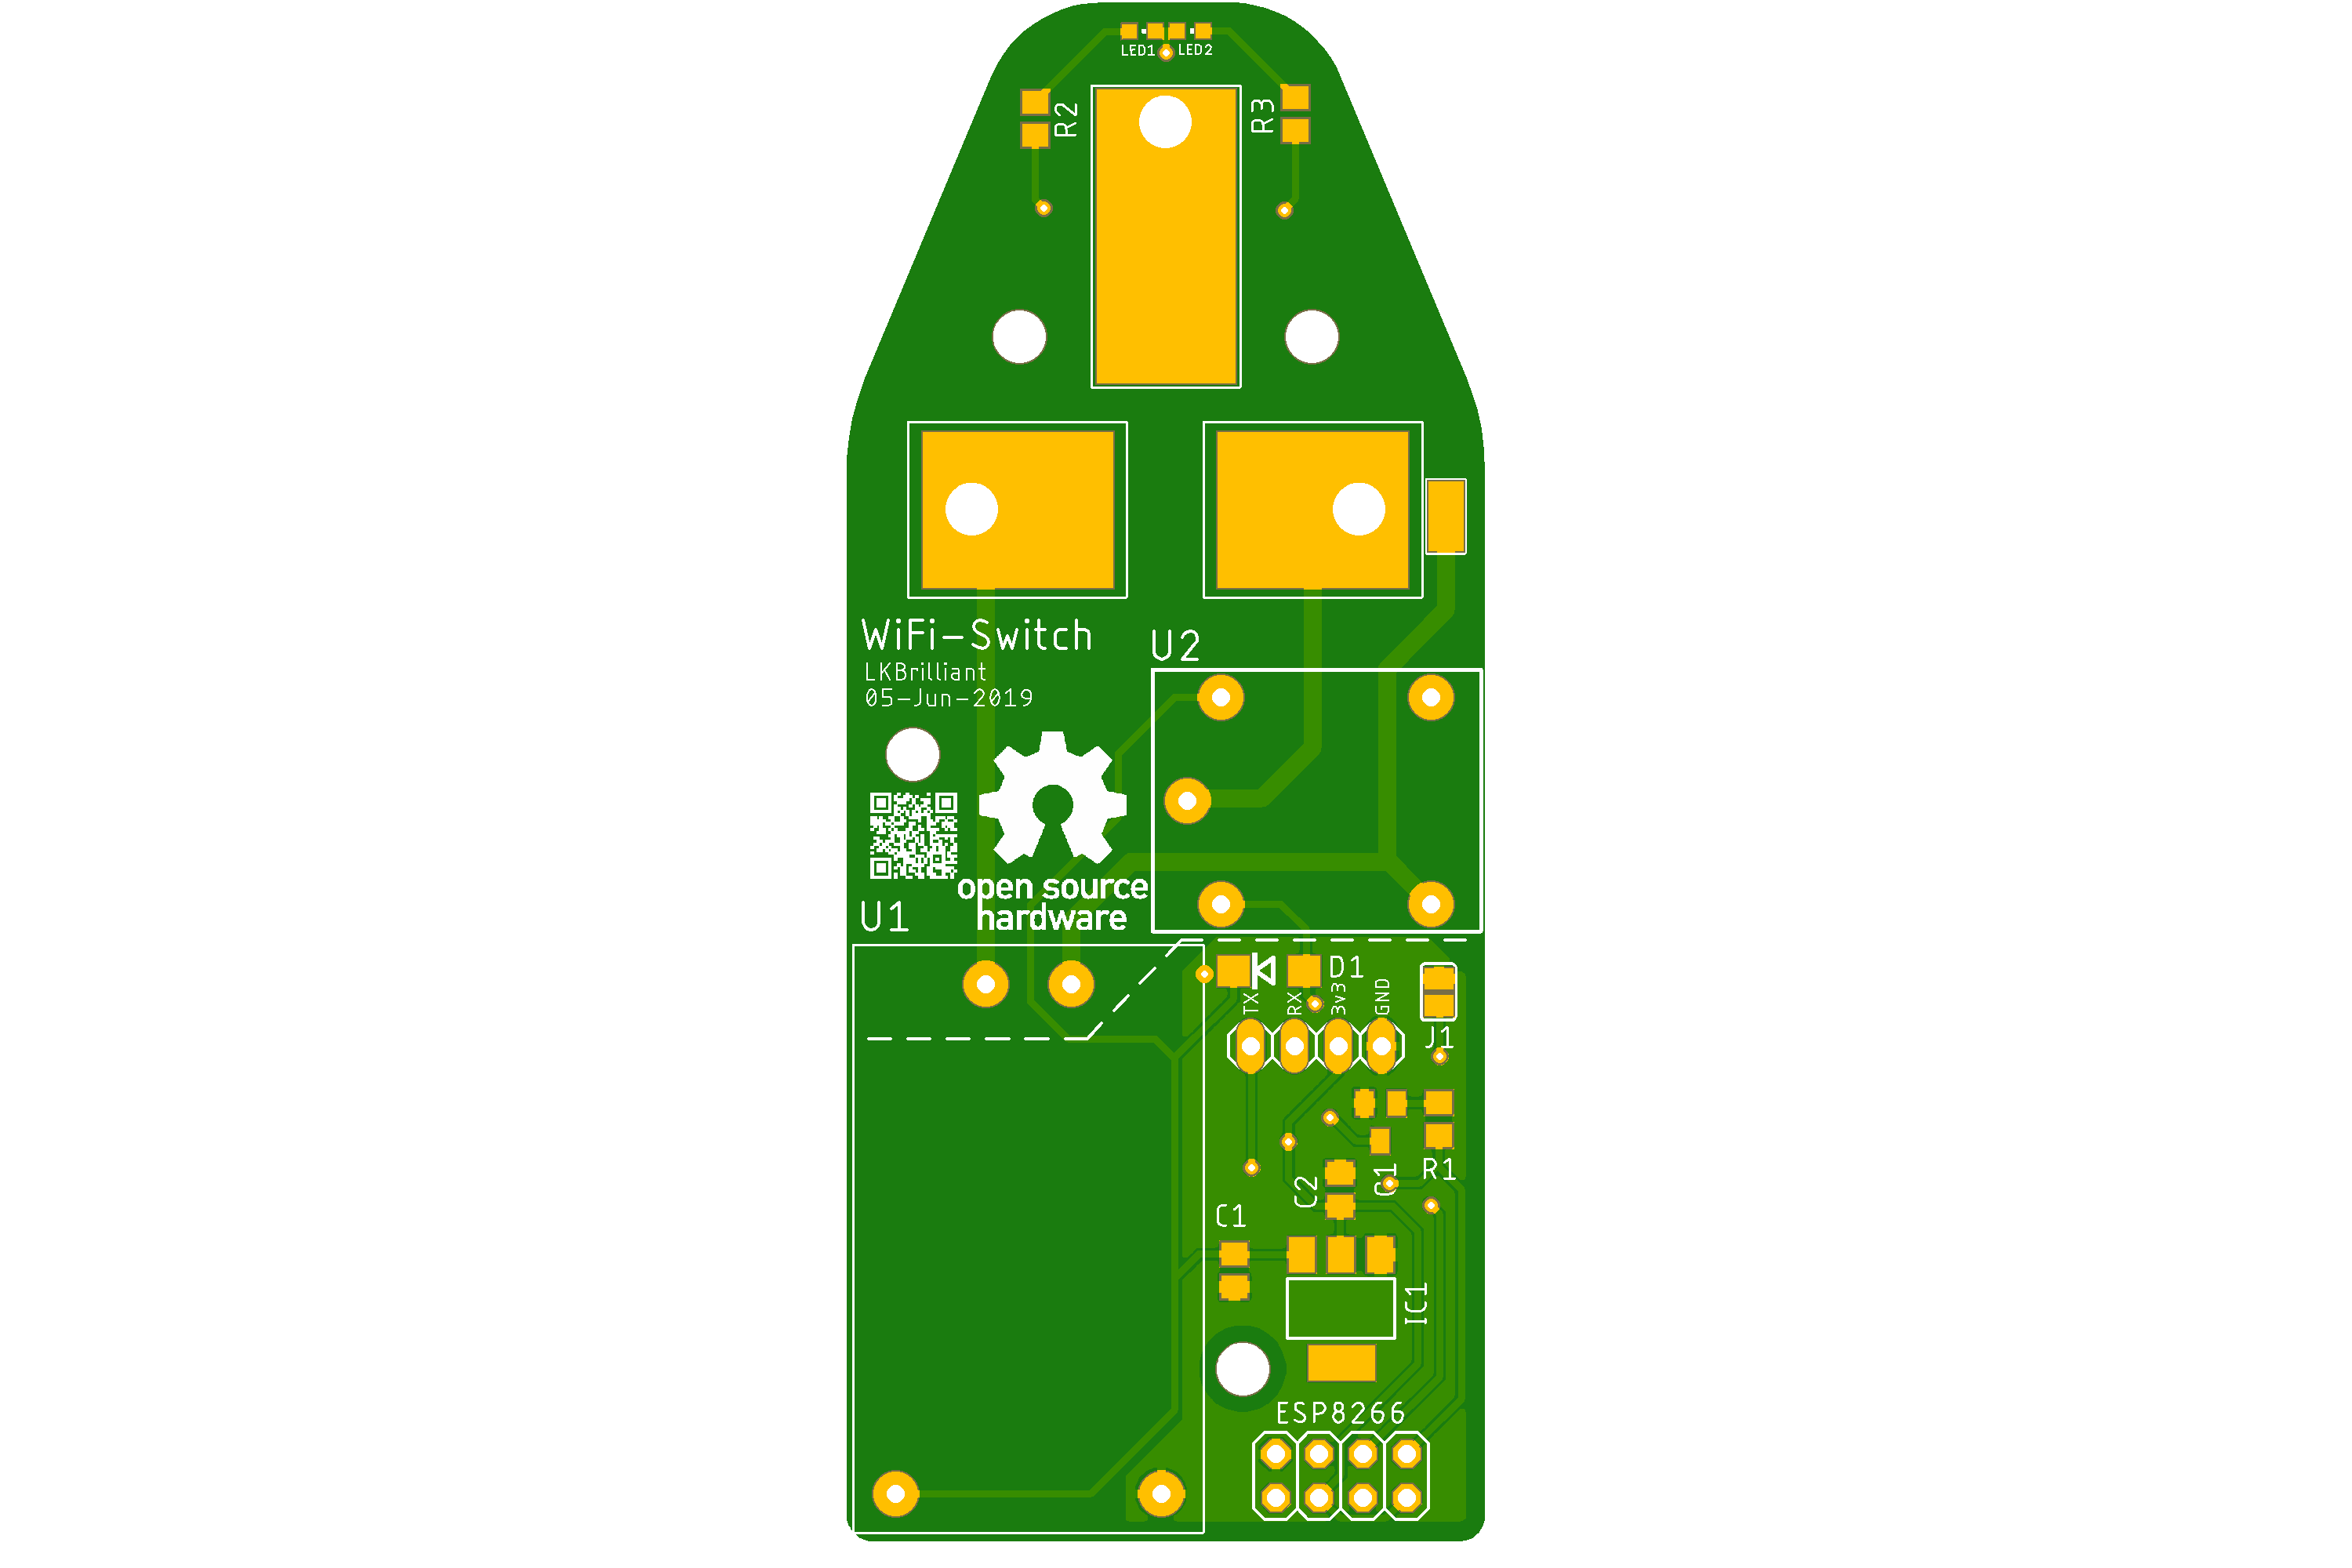 LED1 LED2
R2
R3
WiFi-Switch
LKBrilliant
05-Jun-2019
U2
open source
hardware
U1
D1
TX RX 3v3 GND
J1
R1
Q1
C2
C1
IC1
ESP8266